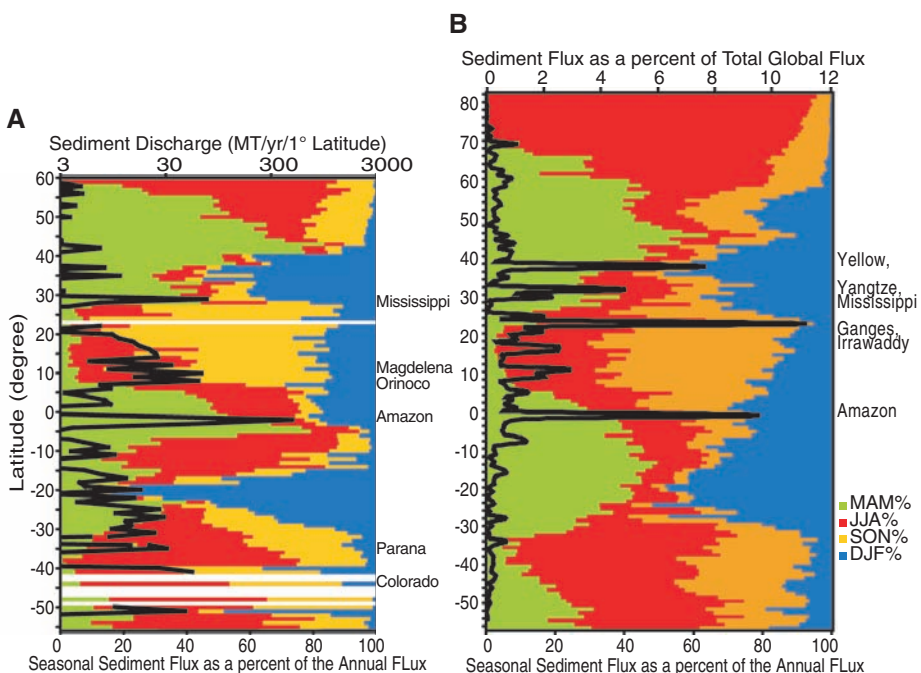 B
Sediment Flux as a percent of Total Global Flux
0 2 4 6 8 10 12
A
Sediment Discharge (MT/yr/1° Latitude)
3 30 300 3000
60
50
40
30
20
10
0
-10
-20
-30
-40
-50
Latitude (degree)
Mississippi
Magdelena
Orinoco
Amazon
Parana
Colorado
0 20 40 60 80 100
Seasonal Sediment Flux as a percent of the Annual FLux
80
70
60
50
40
30
20
10
0
-10
-20
-30
-40
-50
Yellow,
Yangtze,
Mississippi
Ganges,
Irrawaddy
Amazon
MAM%
JJA%
SON%
DJF%
0 20 40 60 80 100
Seasonal Sediment Flux as a percent of the Annual FLux